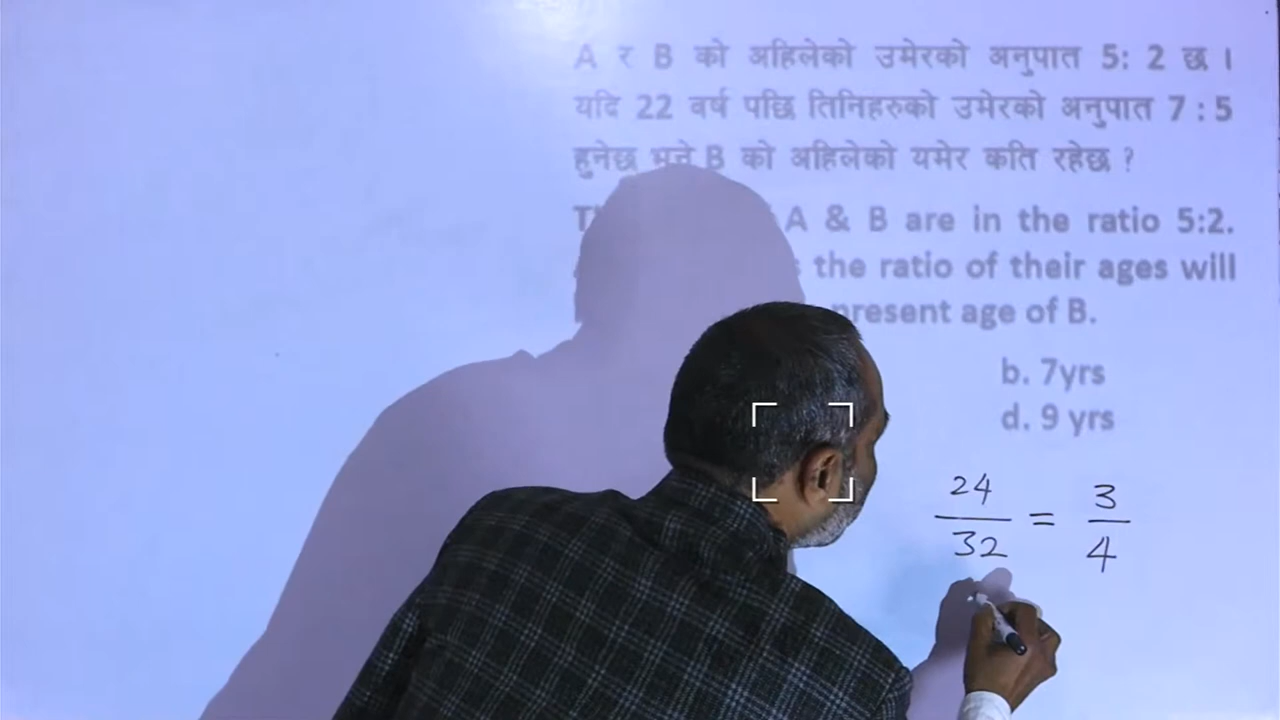 A र B को अहिलेको उमेरको अनुपात 5: 2 छ ।
यदि 22 वर्ष पछि तिनिहरुको उमेरको अनुपात 7 : 5
हुनेछ भने B को अहिलेको यमेर कति रहेछ ?
A & B are in the ratio 5:2.
the ratio of their ages will
present age of B.
b. 7yrs
d. 9 yrs
24/32 = 3/4